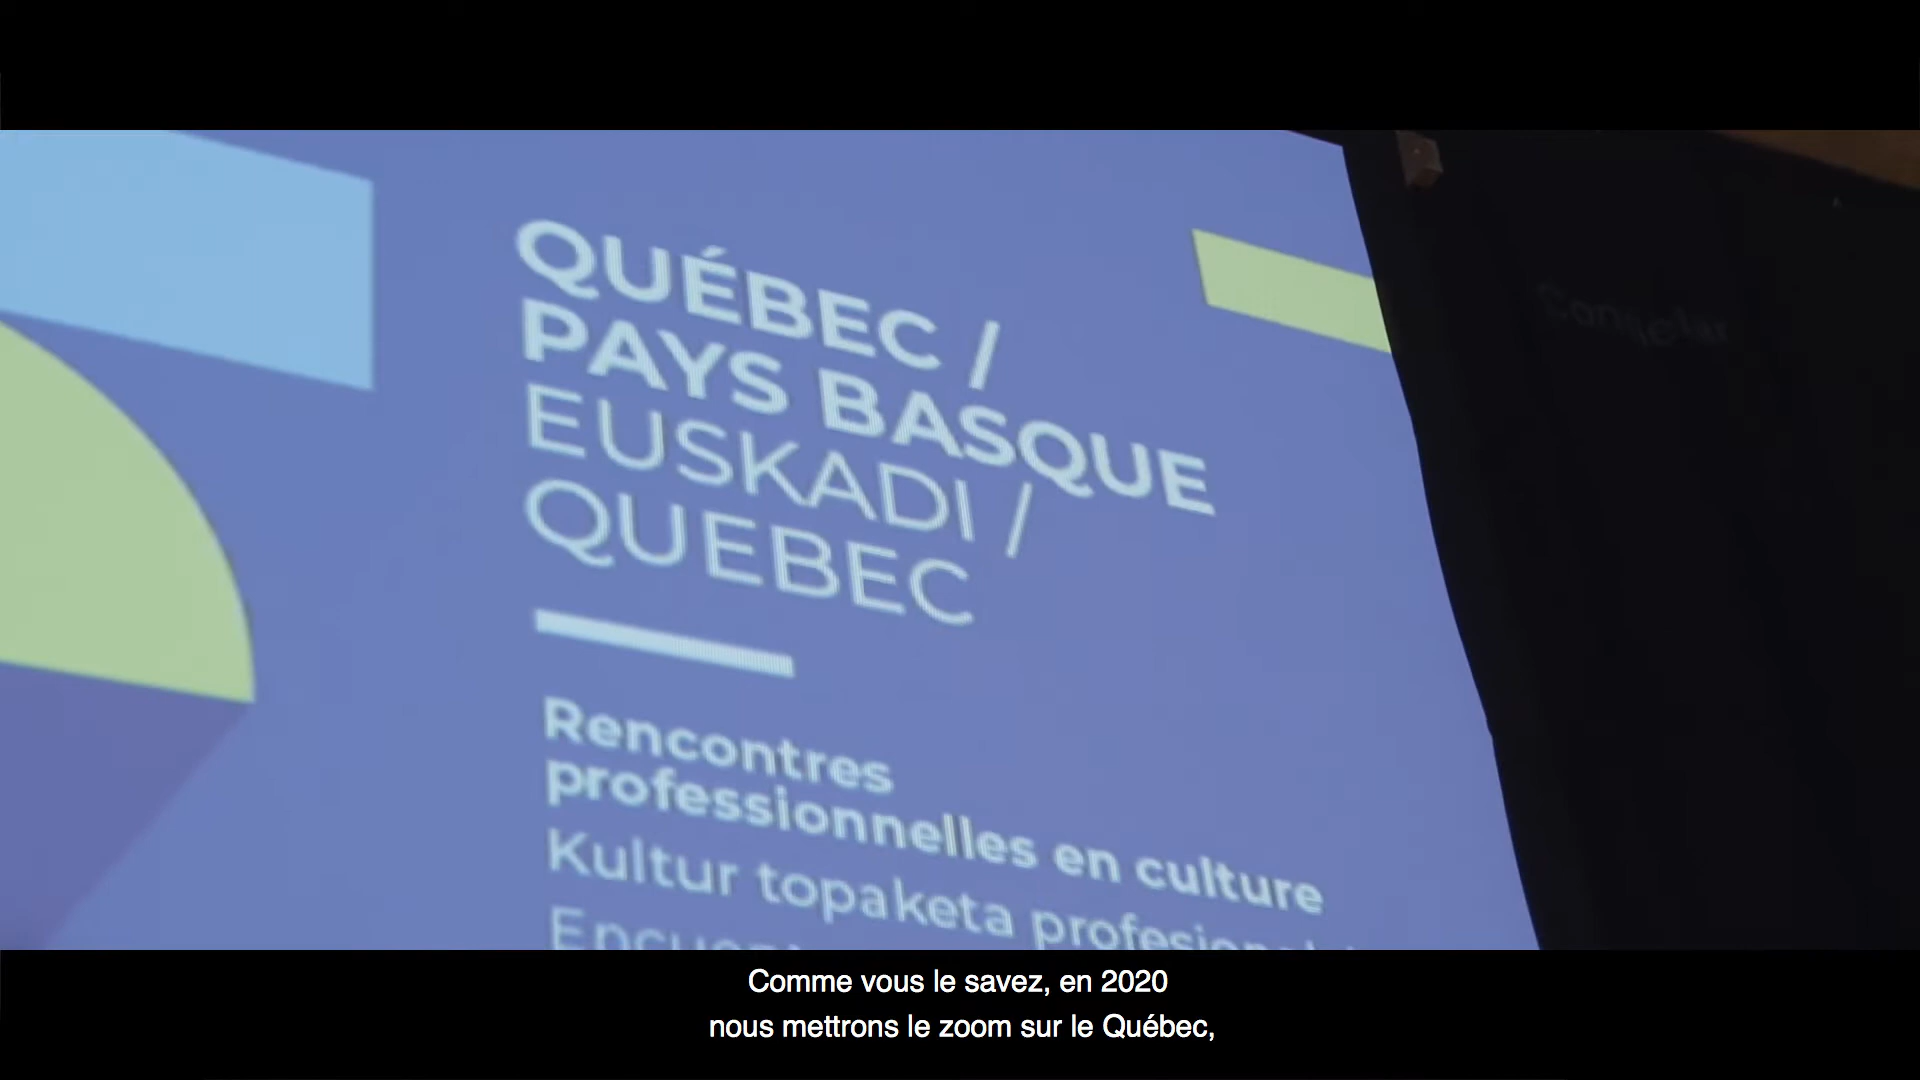 QUÉBEC /
PAYS BASQUE
EUSKADI /
QUEBEC
Rencontres
professionnelles en culture
Kultur topaketa
Comme vous le savez, en 2020
nous mettrons le zoom sur le Québec,